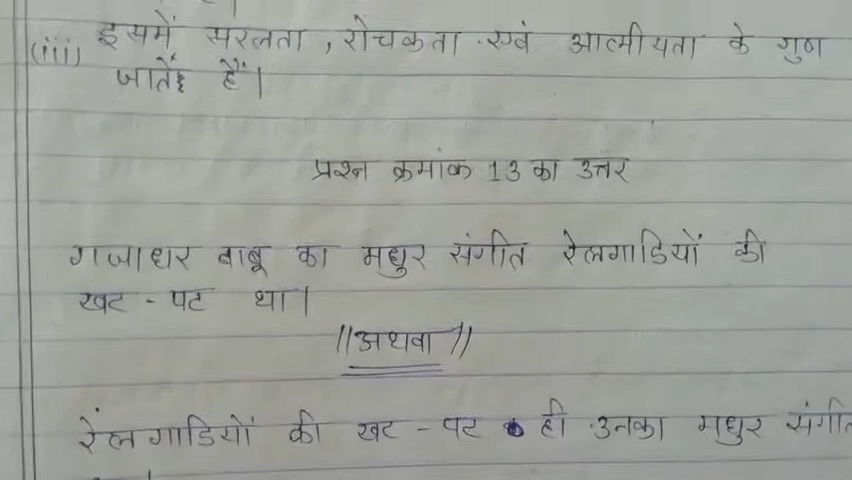 (iii) इसमें सरलता, रोचकता एवं आत्मीयता के गुण
जातें हैं।
प्रश्न क्रमांक 13 का उत्तर
गजाधर बाबू का मधुर संगीत रेलगाडियों की
खट - पट था।
//अथवा//
रेंलगाडियों की खट - पट ही उनका मधुर संगीत